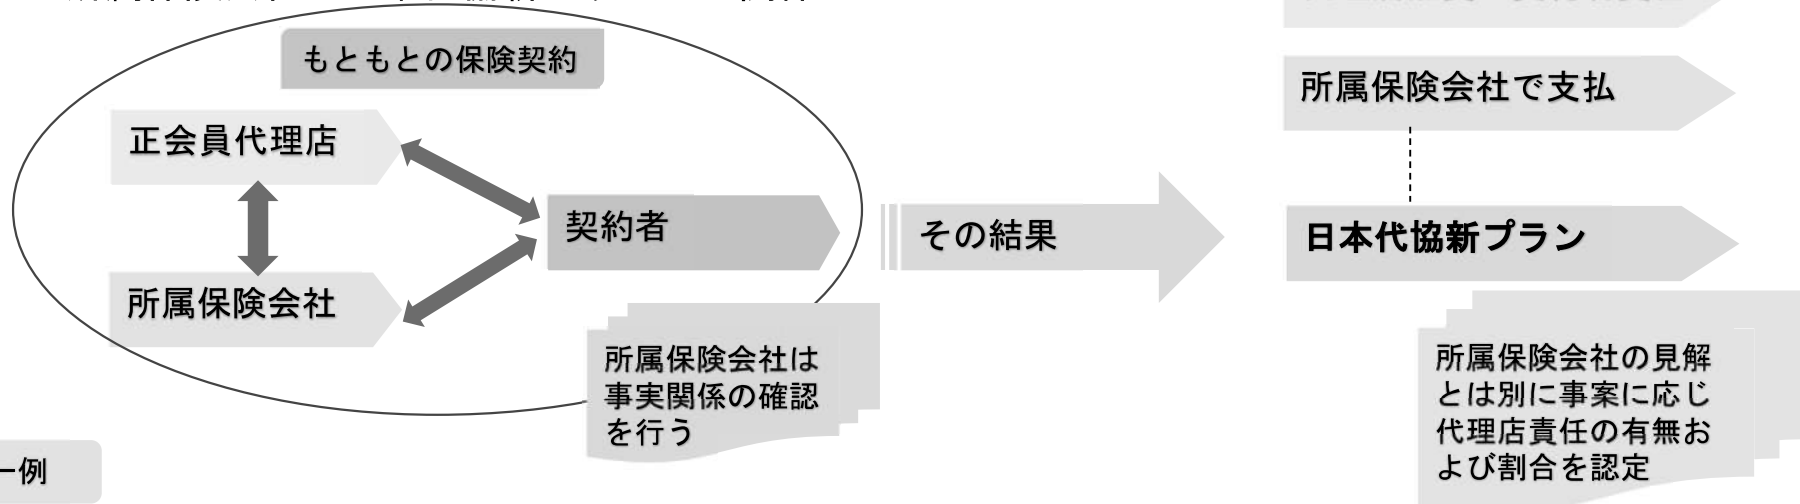 もともとの保険契約
正会員代理店
契約者
所属保険会社
所属保険会社は
事実関係の確認
を行う
その結果
所属保険会社で支払
日本代協新プラン
所属保険会社の見解
とは別に事案に応じ
代理店責任の有無お
よび割合を認定
一例